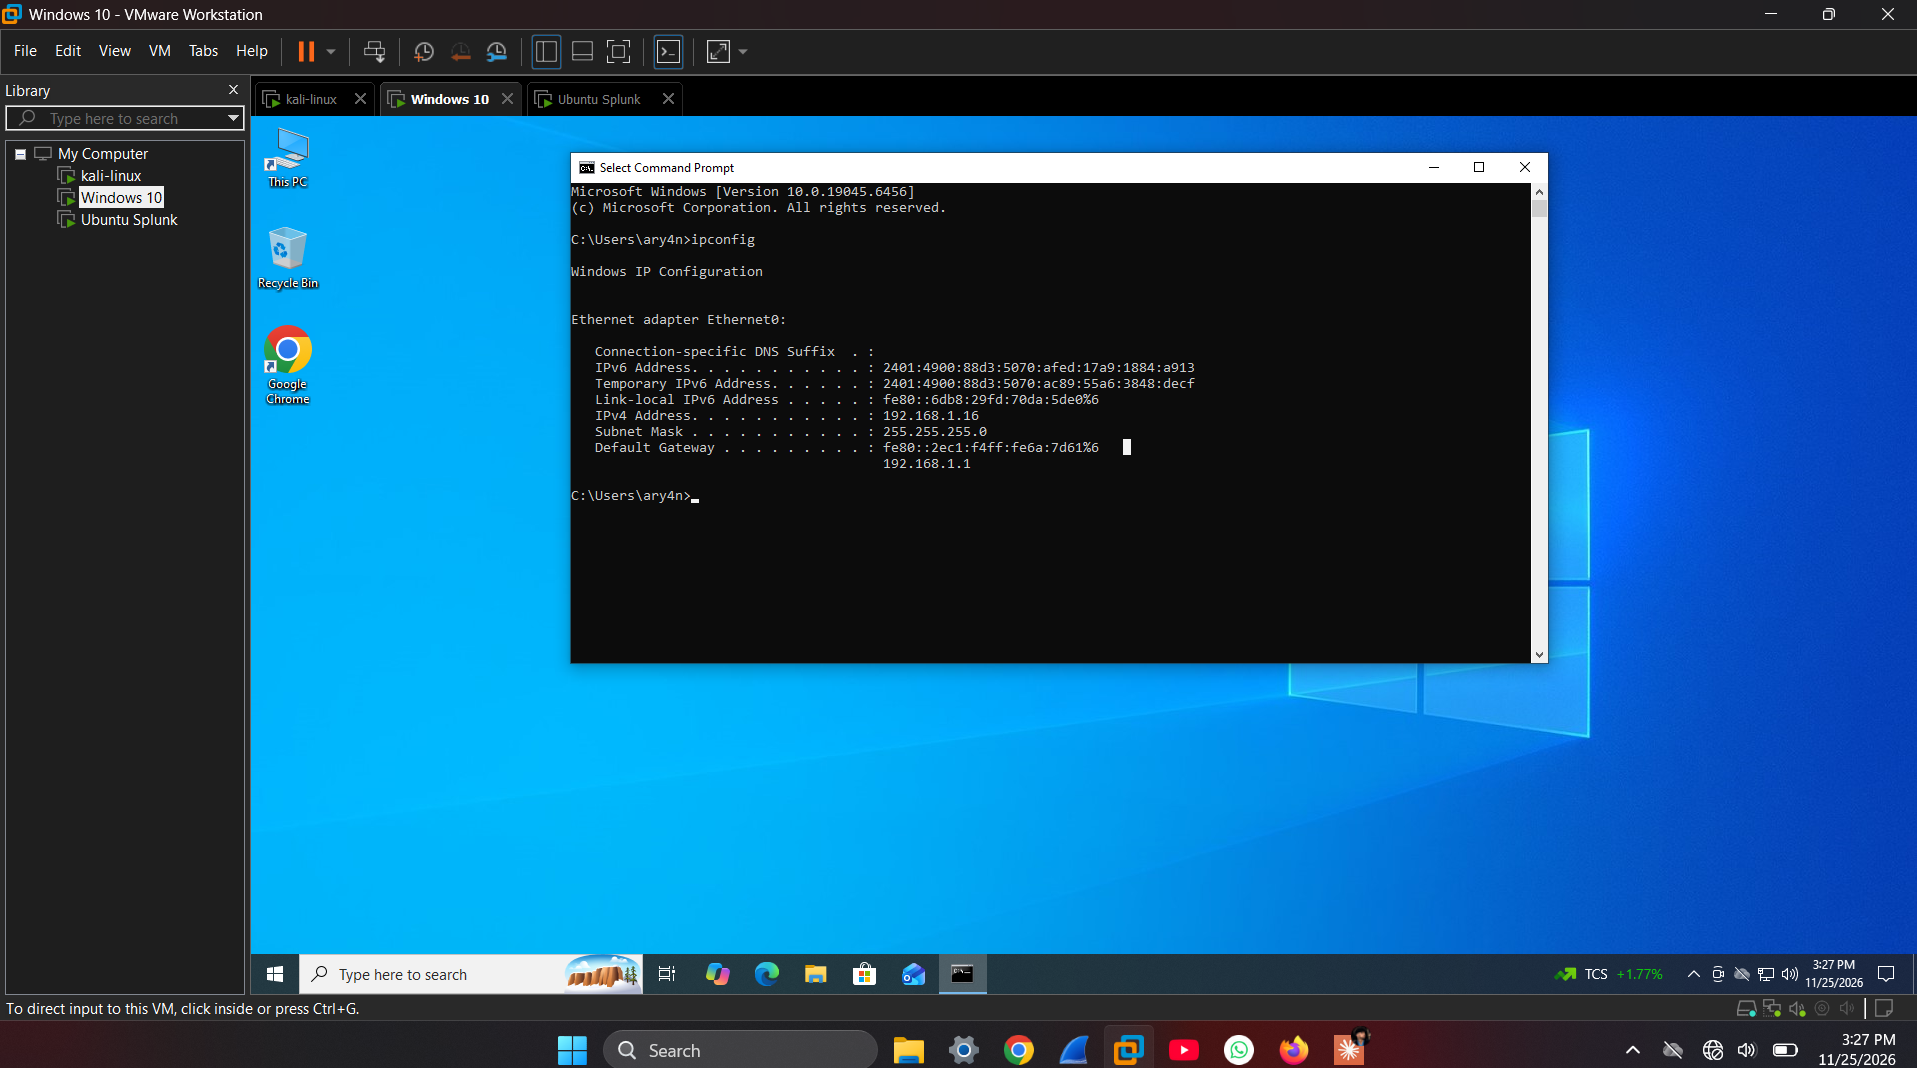 Windows 10 - VMware Workstation
File Edit View VM Tabs Help
Library
Type here to search
My Computer
kali-linux
Windows 10
Ubuntu Splunk
kali-linux
Windows 10
Ubuntu Splunk
This PC
Recycle Bin
Google
Chrome
Select Command Prompt
Microsoft Windows [Version 10.0.19045.6456]
(c) Microsoft Corporation. All rights reserved.
C:\Users\ary4n>ipconfig
Windows IP Configuration
Ethernet adapter Ethernet0:
Connection-specific DNS Suffix . :
IPv6 Address. . . . . . . . . . . : 2401:4900:88d3:5070:afed:17a9:1884:a913
Temporary IPv6 Address. . . . . . : 2401:4900:88d3:5070:ac89:55a6:3848:decf
Link-local IPv6 Address . . . . . : fe80::6db8:29fd:70da:5de0%6
IPv4 Address. . . . . . . . . . . : 192.168.1.16
Subnet Mask . . . . . . . . . . . : 255.255.255.0
Default Gateway . . . . . . . . . : fe80::2ec1:f4ff:fe6a:7d61%6
192.168.1.1
C:\Users\ary4n>
Type here to search
TCS +1.77%
3:27 PM
11/25/2026
To direct input to this VM, click inside or press Ctrl+G.
Search
3:27 PM
11/25/2026